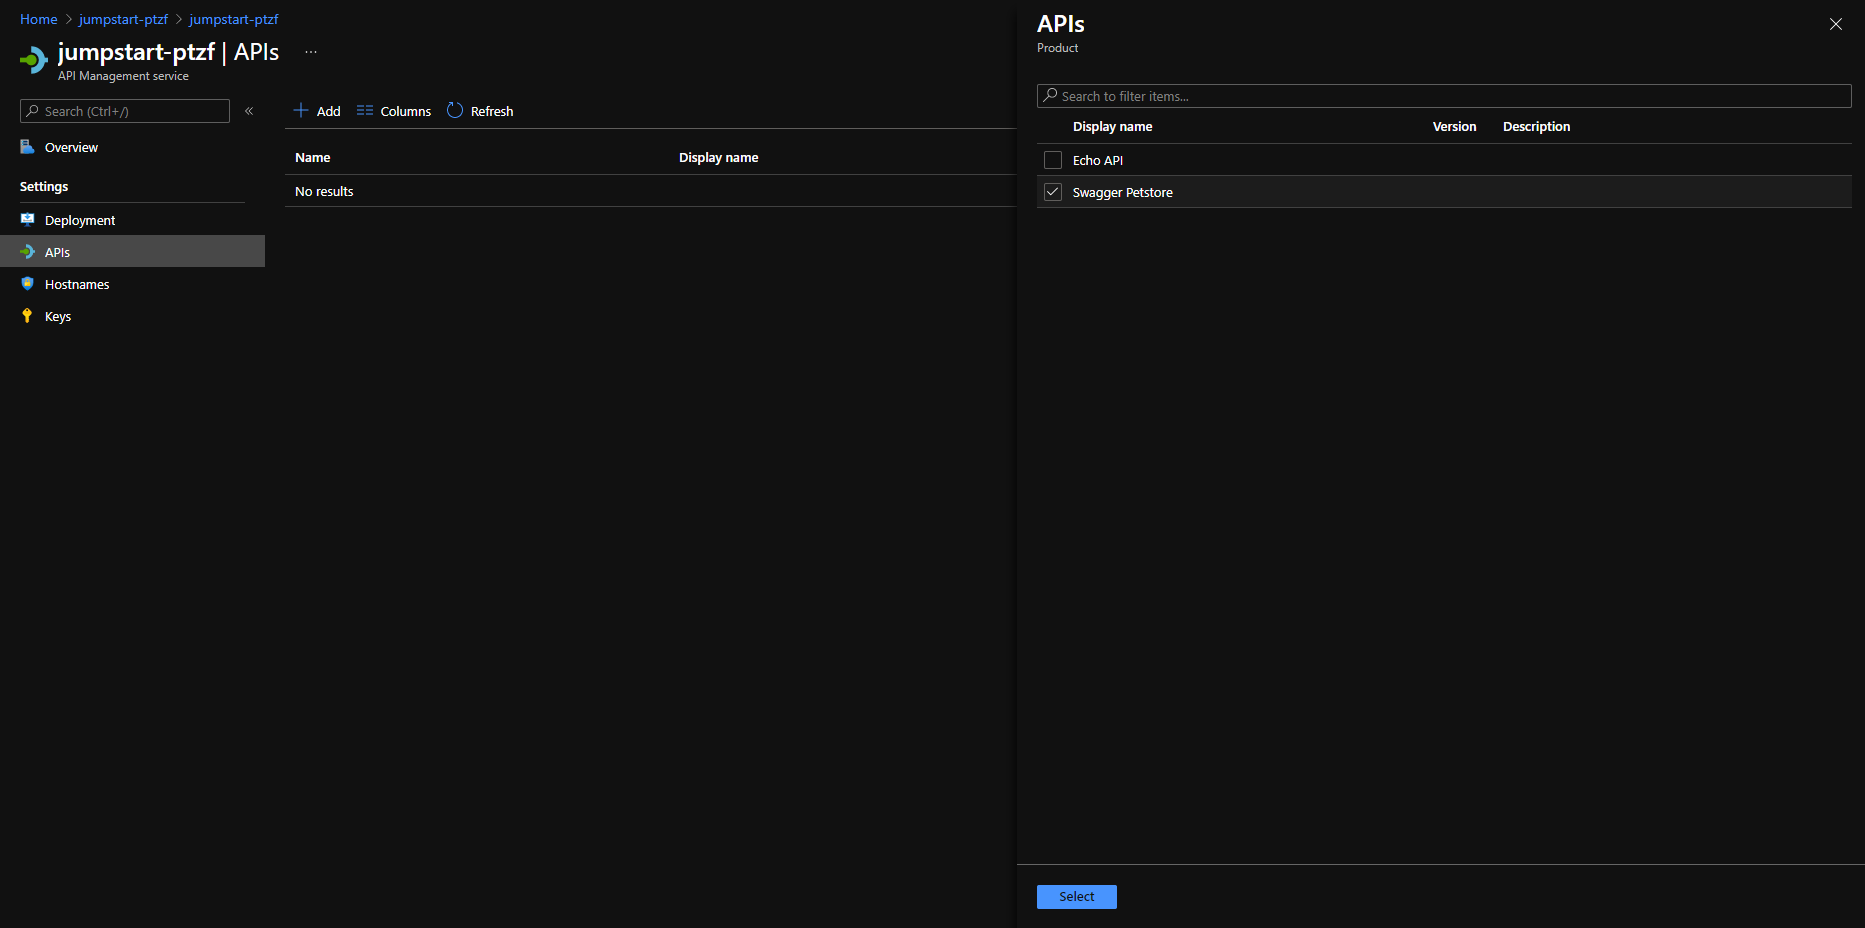 Home > jumpstart-ptzf > jumpstart-ptzf
jumpstart-ptzf | APIs ...
API Management service
Search (Ctrl+/) «
Overview
Settings
Deployment
APIs
Hostnames
Keys
Add Columns Refresh
Name Display name
No results
APIs
Product
Search to filter items...
Display name Version Description
Echo API
Swagger Petstore
Select